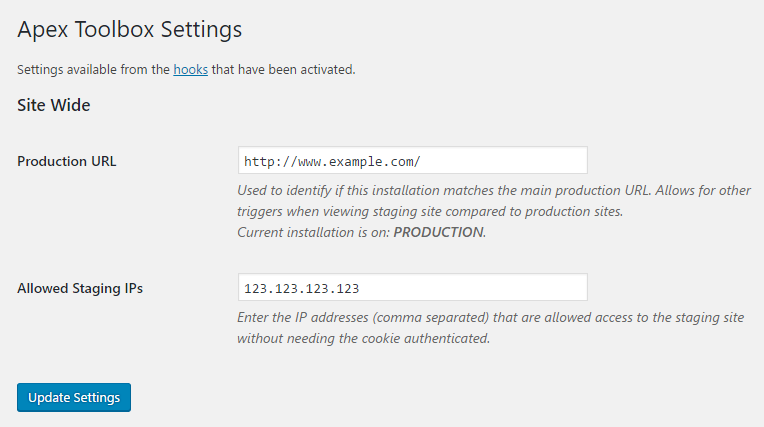 Apex Toolbox Settings
Settings available from the hooks that have been activated.
Site Wide
Production URL
http://www.example.com/
Used to identify if this installation matches the main production URL. Allows for other
triggers when viewing staging site compared to production sites.
Current installation is on: PRODUCTION.
Allowed Staging IPs
123.123.123.123
Enter the IP addresses (comma separated) that are allowed access to the staging site
without needing the cookie authenticated.
Update Settings